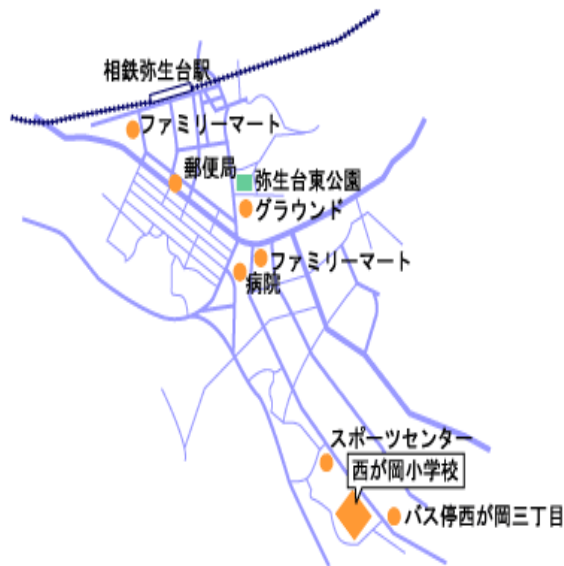 相鉄弥生台駅
ファミリーマート
郵便局
弥生台東公園
グラウンド
ファミリーマート
病院
スポーツセンター
西が岡小学校
バス停西が岡三丁目